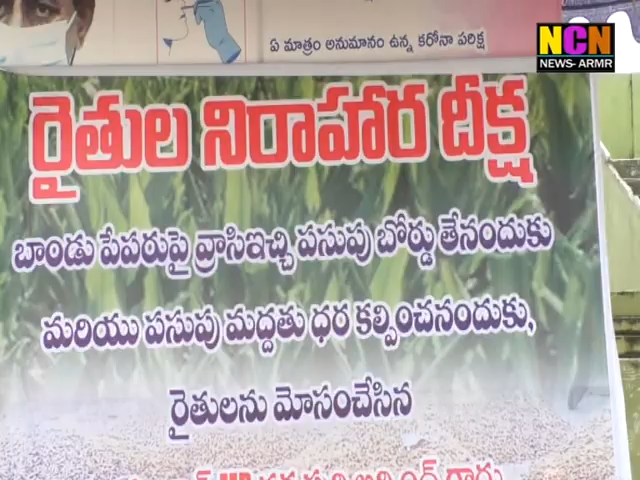 ఏ మాత్రం అనుమానం ఉన్న కరోనా పరీక్ష
NCN
NEWS- ARMR
రైతుల నిరాహార దీక్ష
బాండు పేపరుపై వ్రాసిఇచ్చి పసుపు బోర్డు తేనందుకు
మరియు పసుపు మద్దతు ధర కల్పించనందుకు,
రైతులను మోసంచేసిన
గారు